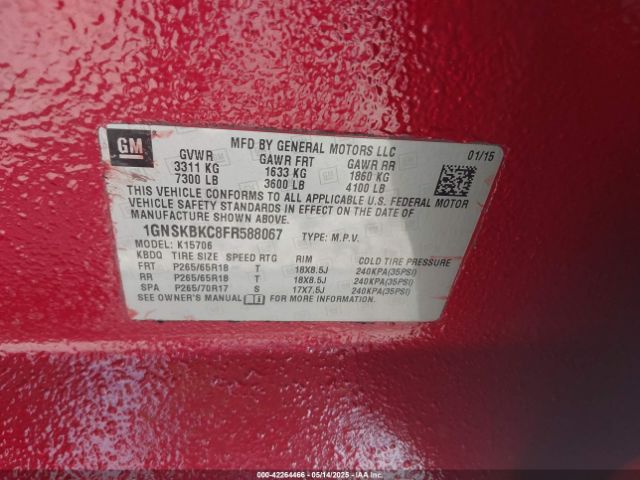 GM
MFD BY GENERAL MOTORS LLC
01/15
GVWR GAWR FRT GAWR RR
3311 KG 1633 KG 1860 KG
7300 LB 3600 LB 4100 LB
THIS VEHICLE CONFORMS TO ALL APPLICABLE U.S. FEDERAL MOTOR
VEHICLE SAFETY STANDARDS IN EFFECT ON THE DATE OF
MANUFACTURE SHOWN ABOVE.
1GNSKBKC8FR588067 TYPE: M.P.V.
MODEL: K15706
KBDQ TIRE SIZE SPEED RTG RIM COLD TIRE PRESSURE
FRT P265/65R18 T 18X8.5J 240KPA(35PSI)
RR P265/65R18 T 18X8.5J 240KPA(35PSI)
SPA P265/70R17 S 17X7.5J 240KPA(35PSI)
SEE OWNER'S MANUAL FOR MORE INFORMATION.
000-42264466 - 05/14/2025 - IAAI.COM